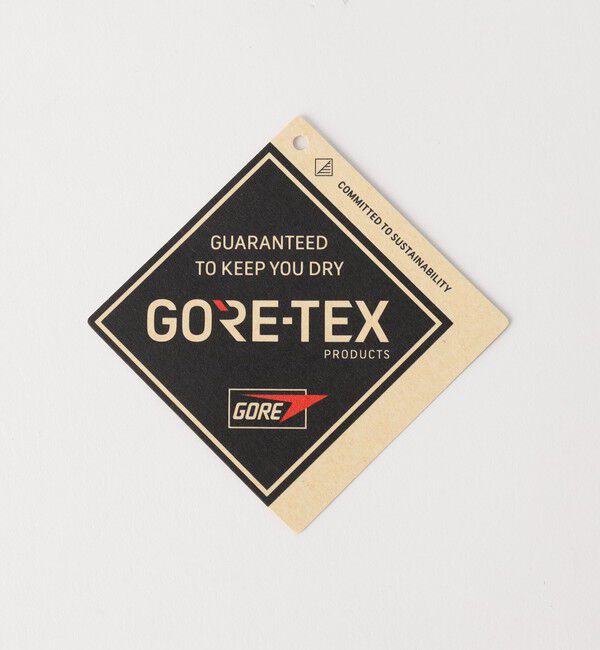 COMMITTED TO SUSTAINABILITY
GUARANTEED
TO KEEP YOU DRY
GORE-TEX
PRODUCTS
GORE